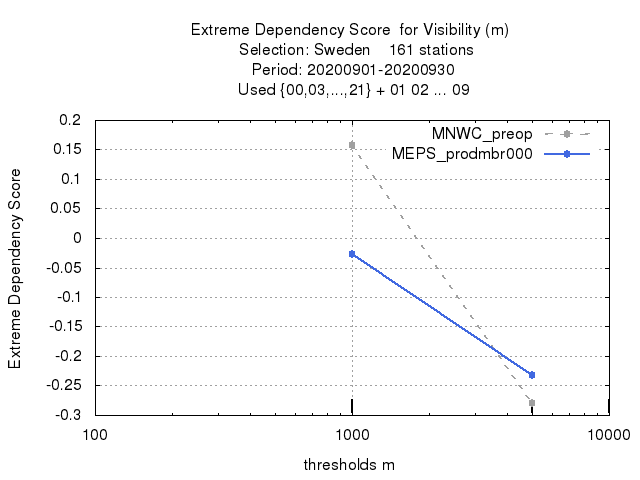 Extreme Dependency Score  for Visibility (m)
Selection: Sweden    161 stations
Period: 20200901-20200930
Used {00,03,...,21} + 01 02 ... 09
MNWC_preop
MEPS_prodmbr000
Extreme Dependency Score
0.2
0.15
0.1
0.05
0
-0.05
-0.1
-0.15
-0.2
-0.25
-0.3
100 1000 10000
thresholds m